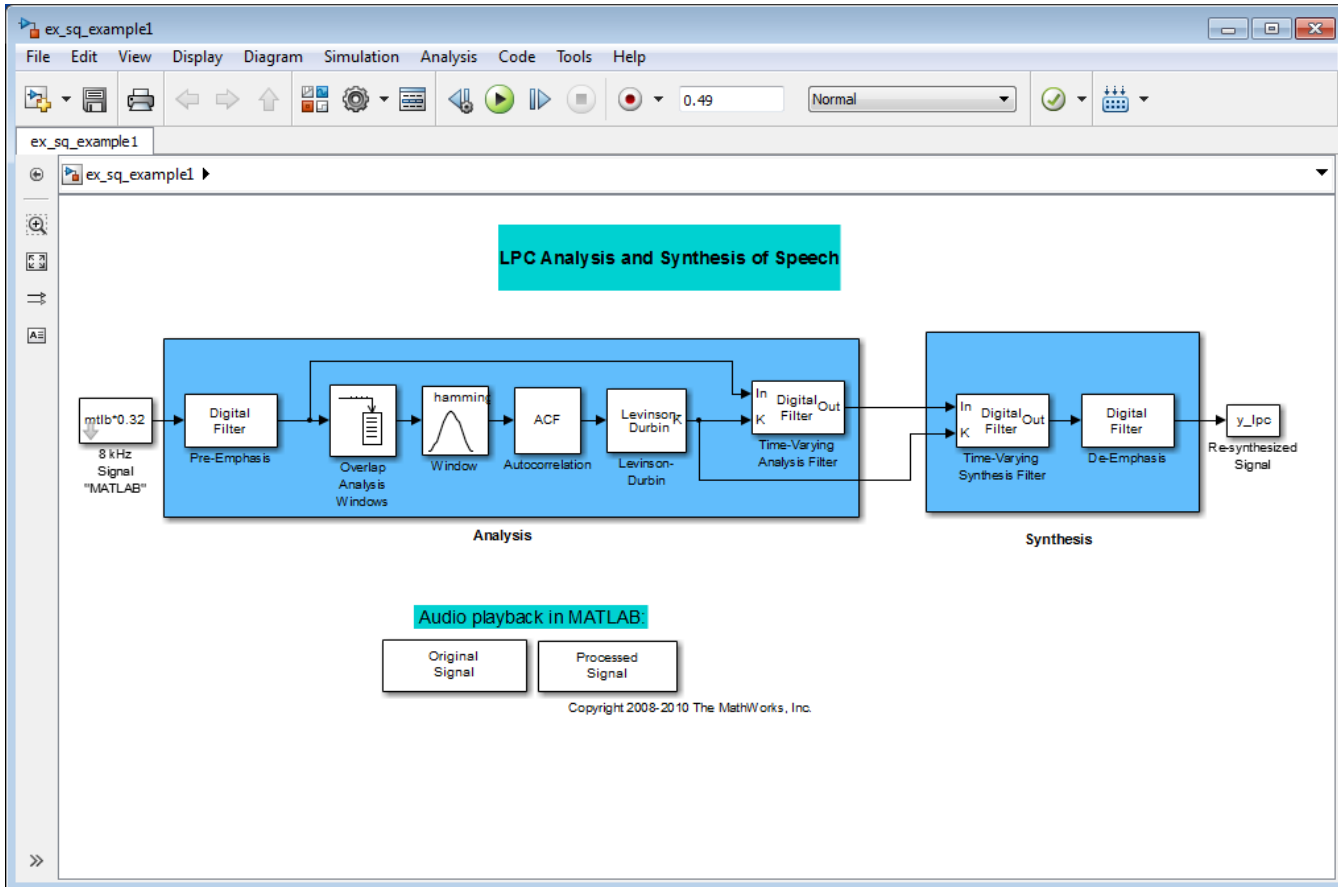 ex_sq_example1
File Edit View Display Diagram Simulation Analysis Code Tools Help
0.49 Normal
ex_sq_example1
ex_sq_example1
LPC Analysis and Synthesis of Speech
mtlb*0.32
8 kHz
Signal
"MATLAB"
Digital
Filter
Pre-Emphasis
Overlap
Analysis
Windows
hamming
Window
ACF
Autocorrelation
Levinson-
Durbin
K
Levinson-
Durbin
In
K
Digital
Filter
Out
Time-Varying
Analysis Filter
Analysis
In
K
Digital
Filter
Out
Time-Varying
Synthesis Filter
Digital
Filter
De-Emphasis
Synthesis
y_lpc
Re-synthesized
Signal
Audio playback in MATLAB:
Original
Signal
Processed
Signal
Copyright 2008-2010 The MathWorks, Inc.